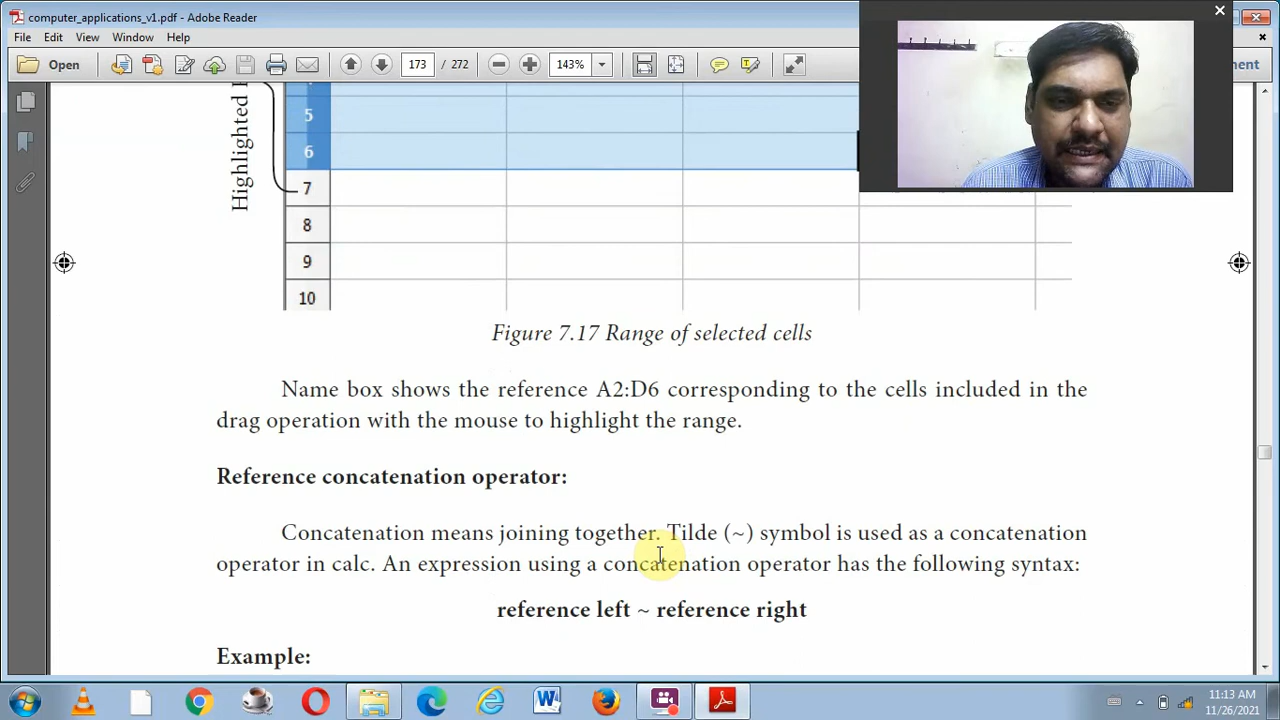 computer_applications_v1.pdf - Adobe Reader
File Edit View Window Help
Open 173 / 272 143%
Highlighted
5
6
7
8
9
10
Figure 7.17 Range of selected cells
Name box shows the reference A2:D6 corresponding to the cells included in the
drag operation with the mouse to highlight the range.
Reference concatenation operator:
Concatenation means joining together. Tilde (~) symbol is used as a concatenation
operator in calc. An expression using a concatenation operator has the following syntax:
reference left ~ reference right
Example:
11:13 AM
11/26/2021